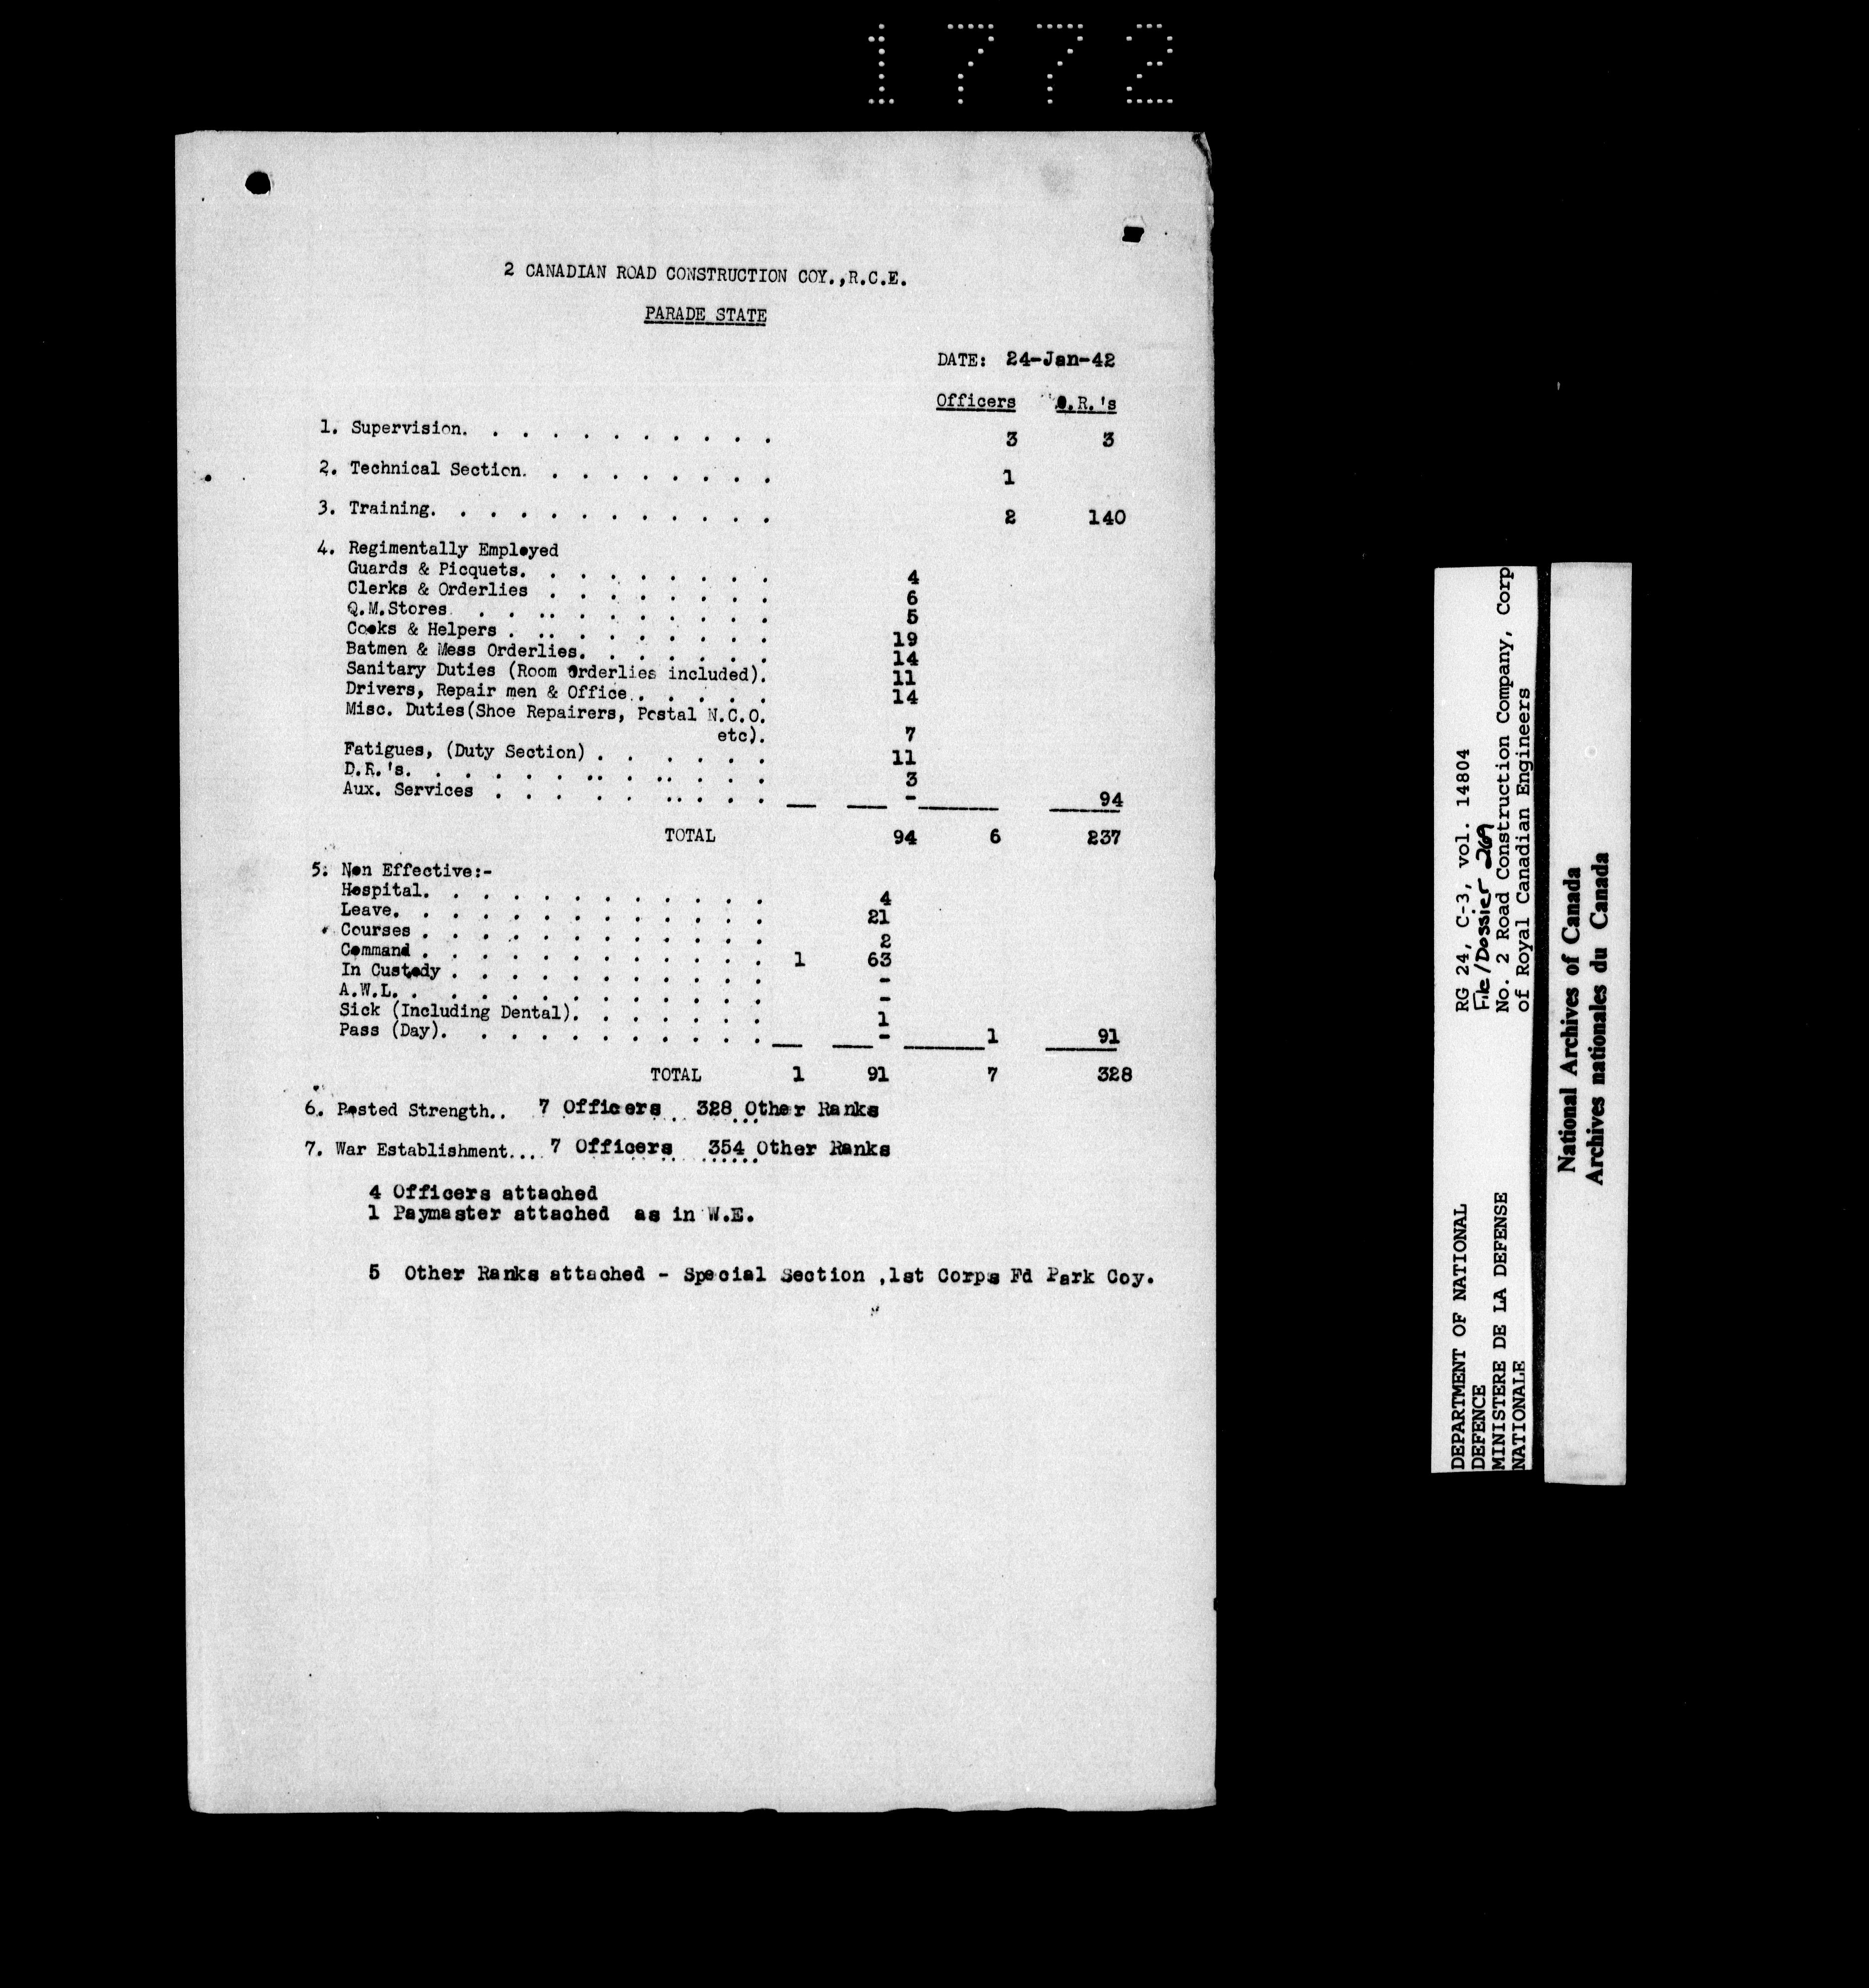 1772
2 CANADIAN ROAD CONSTRUCTION COY.,R.C.E.
PARADE STATE
DATE: 24-Jan-42
Officers O.R.'s
1. Supervision. . . . . . . . . . . 3 3
2. Technical Section. . . . . . . . . 1
3. Training. . . . . . . . . . . . 2 140
4. Regimentally Employed
Guards & Picquets. . . . . . . . . 4
Clerks & Orderlies . . . . . . . . 6
Q.M.Stores . . .. . . . . . . . 5
Cooks & Helpers . .. . . . . . . . 19
Batmen & Mess Orderlies. . . . . . . 14
Sanitary Duties (Room Orderlies included). 11
Drivers, Repair men & Office. . . . . . 14
Misc. Duties(Shoe Repairers, Postal N.C.O.
etc). 7
Fatigues, (Duty Section) . . . . . . 11
D.R.'s. . . . . . .. . .. . . . 3
Aux. Services . . . . . .. . . . - 94
TOTAL 94 6 237
5. Non Effective:-
Hospital. . . . . . . . . . . . 4
Leave. . . . . . . . . . . . . 21
Courses . . . . . . . . . . . . 2
Command . . . . . . . . . . . . 1 63
In Custody . . . . . . . . . . . -
A.W.L. . . . . . . . . . . . . -
Sick (Including Dental). . . . . . . 1
Pass (Day). . . . . . . . . . . - 1 91
TOTAL 1 91 7 328
6. Posted Strength.. 7 Officers 328 Other Ranks
7. War Establishment.... 7 Officers 354 Other Ranks
4 Officers attached
1 Paymaster attached as in W.E.
5 Other Ranks attached - Special Section ,1st Corps Fd Park Coy.
DEPARTMENT OF NATIONAL
DEFENCE
MINISTERE DE LA DEFENSE
NATIONALE
RG 24, C-3, vol. 14804
File/Dossier 269
No. 2 Road Construction Company, Corp
of Royal Canadian Engineers
National Archives of Canada
Archives nationales du Canada